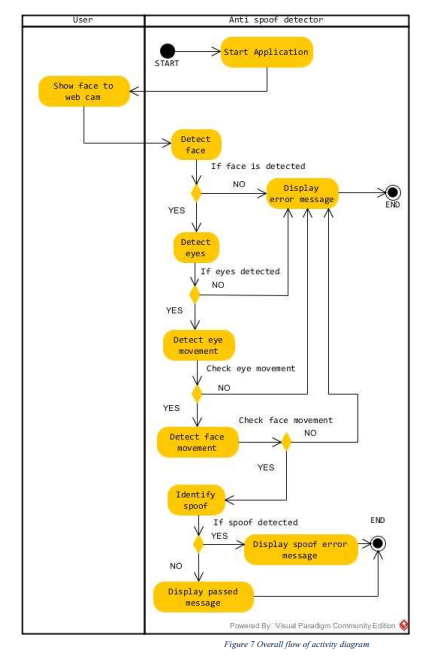 User
Anti spoof detector
START
Start Application
Show face to
web cam
Detect
face
If face is detected
NO
Display
error message
END
YES
Detect
eyes
If eyes detected
NO
YES
Detect eye
movement
Check eye movement
NO
YES
Detect face
movement
Check face movement
NO
YES
Identify
spoof
If spoof detected
YES
Display spoof error
message
END
NO
Display passed
message
Powered By Visual Paradigm Community Edition
Figure 7 Overall flow of activity diagram